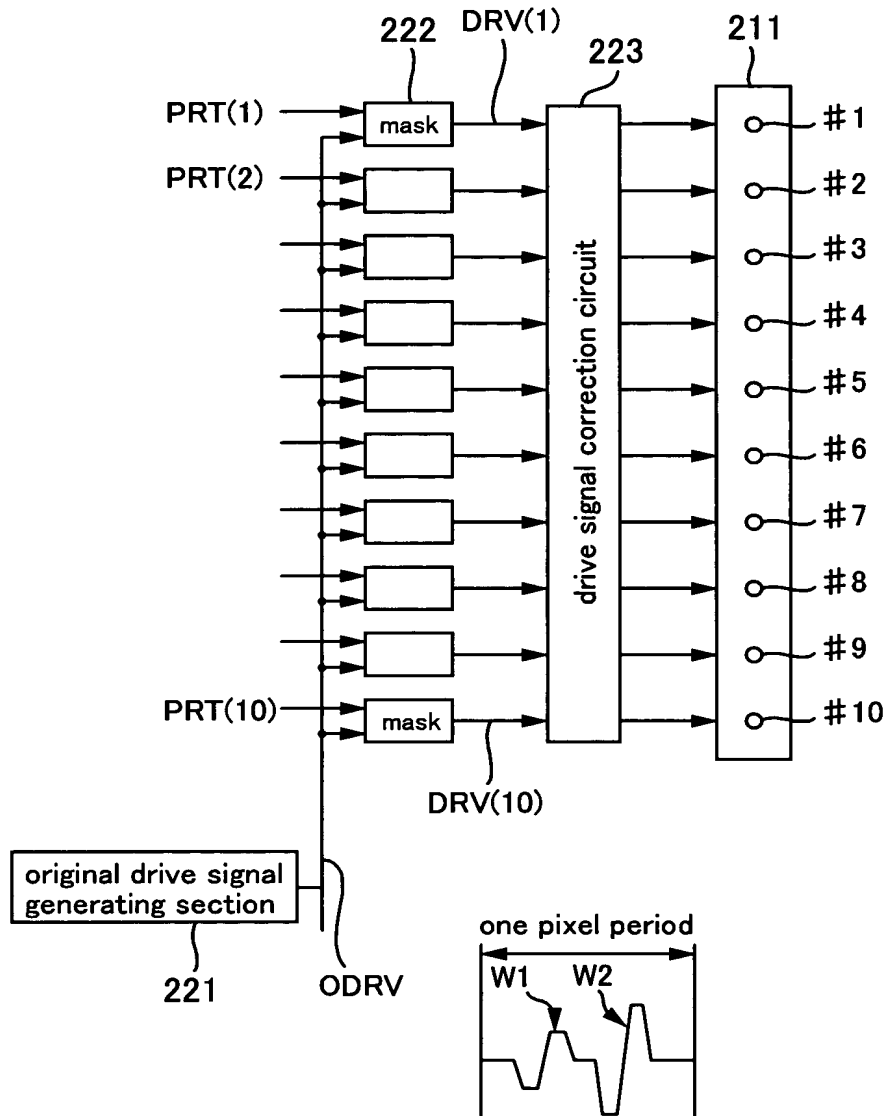 222
DRV(1)
223
211
PRT(1)
mask
#1
PRT(2)
#2
#3
#4
drive signal correction circuit
#5
#6
#7
#8
#9
PRT(10)
mask
#10
DRV(10)
original drive signal
generating section
221
ODRV
one pixel period
W1
W2